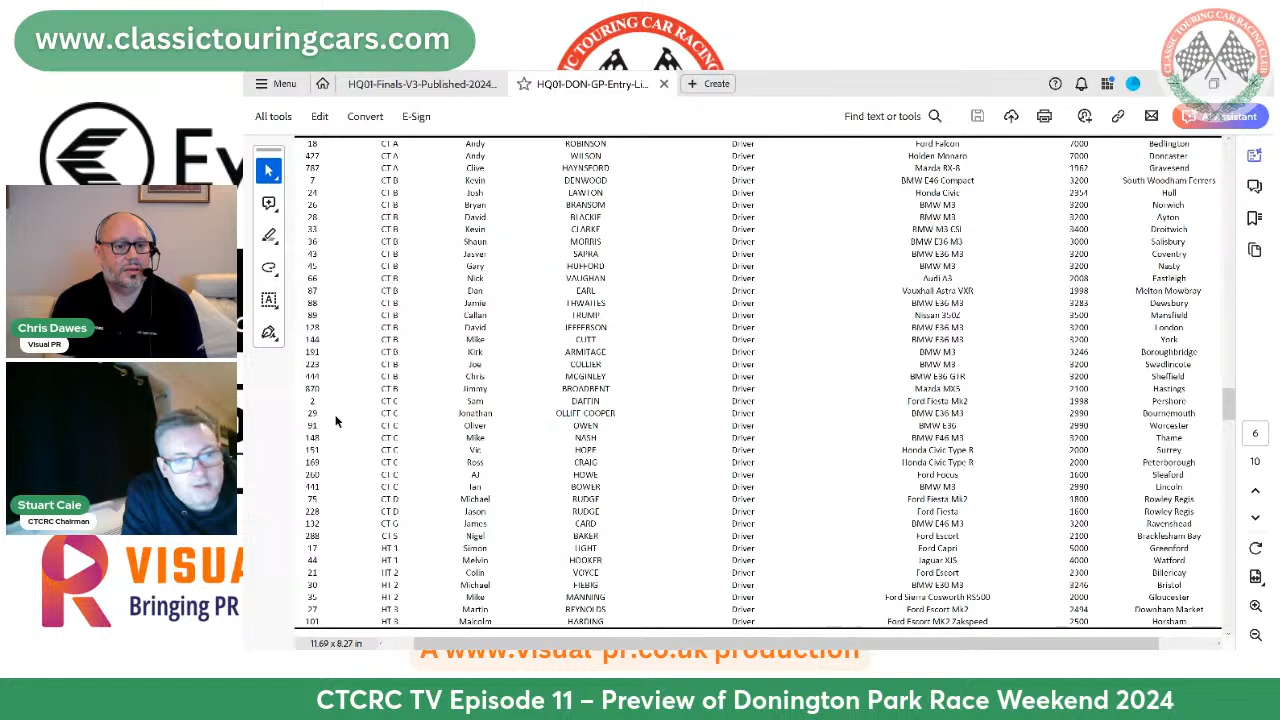 www.classictouringcars.com
CLASSIC TOURING CAR RACING
CLASSIC TOURING CAR RACING CLUB
Menu HQ01-Finals-V3-Published-2024... HQ01-DON-GP-Entry-Li... Create
All tools Edit Convert E-Sign Find text or tools AI Assistant
Ev
18 CT A Andy ROBINSON Driver Ford Falcon 7000 Bedlington
427 CT A Andy WILSON Driver Holden Monaro 7000 Doncaster
787 CT A Clive HAYNSFORD Driver Mazda RX-8 1962 Gravesend
7 CT B Kevin DENWOOD Driver BMW E46 Compact 3200 South Woodham Ferrers
24 CT B Josh LAWTON Driver Honda Civic 2354 Hull
26 CT B Bryan BRANSOM Driver BMW M3 3200 Norwich
28 CT B David BLACKIE Driver BMW M3 3200 Ayton
33 CT B Kevin CLARKE Driver BMW M3 CSL 3400 Droitwich
36 CT B Shaun MORRIS Driver BMW E36 M3 3000 Salisbury
43 CT B Jasver SAPRA Driver BMW E36 M3 3200 Coventry
45 CT B Gary HUFFORD Driver BMW M3 3200 Nasty
66 CT B Nick VAUGHAN Driver Audi A3 2008 Eastleigh
87 CT B Dan EARL Driver Vauxhall Astra VXR 1998 Melton Mowbray
88 CT B Jamie THWAITES Driver BMW E36 M3 3283 Dewsbury
89 CT B Callan TRUMP Driver Nissan 350Z 3500 Mansfield
128 CT B David JEFFERSON Driver BMW E36 M3 3200 London
144 CT B Mike CUTT Driver BMW E36 M3 3200 York
191 CT B Kirk ARMITAGE Driver BMW M3 3246 Boroughbridge
223 CT B Joe COLLIER Driver BMW M3 3200 Swadlincote
444 CT B Chris MCGINLEY Driver BMW E36 GTR 3200 Sheffield
870 CT B Jimmy BROADBENT Driver Mazda MX5 2100 Hastings
2 CT C Sam DAFFIN Driver Ford Fiesta Mk2 1998 Pershore
29 CT C Jonathan OLLIFF COOPER Driver BMW E36 M3 2990 Bournemouth
91 CT C Oliver OWEN Driver BMW E36 2990 Worcester
148 CT C Mike NASH Driver BMW E46 M3 3200 Thame
151 CT C Vic HOPE Driver Honda Civic Type R 2000 Surrey
169 CT C Ross CRAIG Driver Honda Civic Type R 2000 Peterborough
260 CT C AJ HOWE Driver Ford Focus 1600 Sleaford
441 CT C Ian BOWER Driver BMW M3 2990 Lincoln
75 CT D Michael RUDGE Driver Ford Fiesta Mk2 1800 Rowley Regis
228 CT D Jason RUDGE Driver Ford Fiesta 1600 Rowley Regis
132 CT G James CARD Driver BMW E46 M3 3200 Ravenshead
288 CT S Nigel BAKER Driver Ford Escort 2100 Bracklesham Bay
17 HT 1 Simon LIGHT Driver Ford Capri 5000 Greenford
44 HT 1 Melvin HOOKER Driver Jaguar XJS 4000 Watford
21 HT 2 Colin VOYCE Driver Ford Escort 2300 Billericay
30 HT 2 Michael FIEBIG Driver BMW E30 M3 3246 Bristol
35 HT 2 Mike MANNING Driver Ford Sierra Cosworth RS500 2000 Gloucester
27 HT 3 Martin REYNOLDS Driver Ford Escort Mk2 2494 Downham Market
101 HT 3 Malcolm HARDING Driver Ford Escort MK2 Zakspeed 2500 Horsham
11.69 x 8.27 in
6
10
Chris Dawes
Visual PR
Stuart Caie
CTCRC Chairman
VISUA
Bringing PR
A www.visual-pr.co.uk production
CTCRC TV Episode 11 – Preview of Donington Park Race Weekend 2024